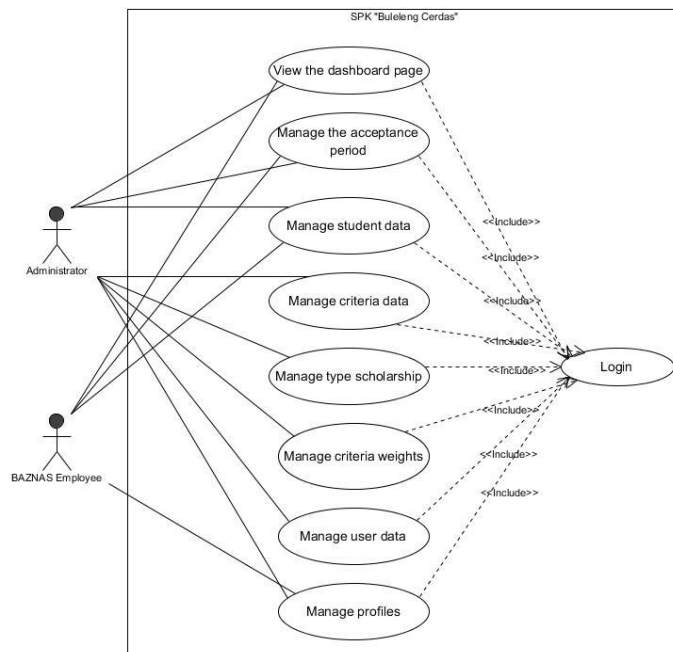 SPK "Buleleng Cerdas"
View the dashboard page
Manage the acceptance
period
<<Include>>
Administrator
Manage student data
<<Include>>
Manage criteria data
<<Include>>
<<Include>>
Manage type scholarship
<<Include>>
Login
BAZNAS Employee
Manage criteria weights
<<Include>>
<<Include>>
Manage user data
<<Include>>
Manage profiles